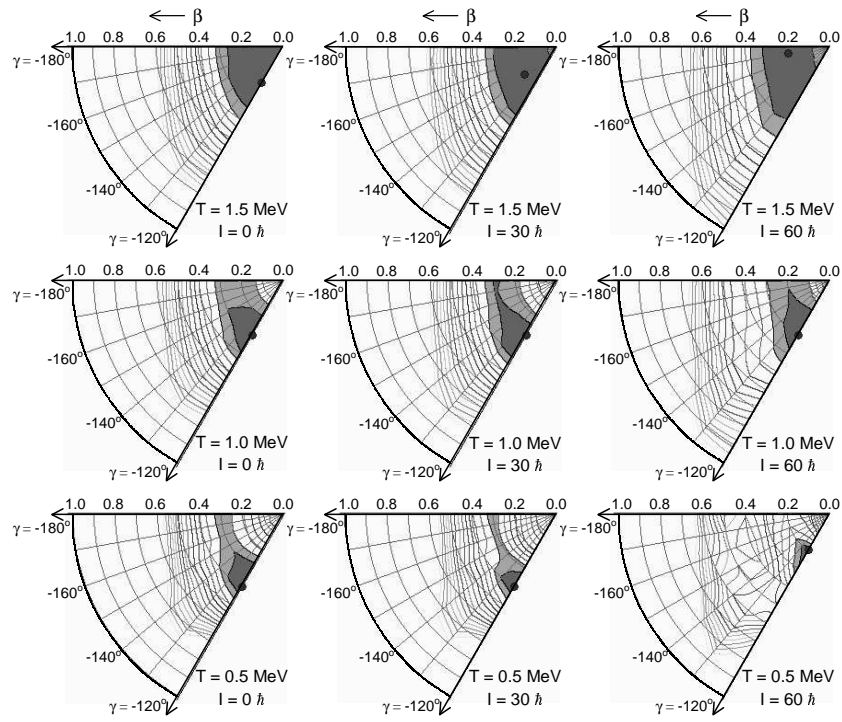 ← β ← β ← β
1.0 0.8 0.6 0.4 0.2 0.0 1.0 0.8 0.6 0.4 0.2 0.0 1.0 0.8 0.6 0.4 0.2 0.0
γ = -180° γ = -180° γ = -180°
-160° -160° -160°
-140° -140° -140°
T = 1.5 MeV T = 1.5 MeV T = 1.5 MeV
γ = -120° I = 0 ℏ γ = -120° I = 30 ℏ γ = -120° I = 60 ℏ
1.0 0.8 0.6 0.4 0.2 0.0 1.0 0.8 0.6 0.4 0.2 0.0 1.0 0.8 0.6 0.4 0.2 0.0
γ = -180° γ = -180° γ = -180°
-160° -160° -160°
-140° -140° -140°
T = 1.0 MeV T = 1.0 MeV T = 1.0 MeV
γ = -120° I = 0 ℏ γ = -120° I = 30 ℏ γ = -120° I = 60 ℏ
1.0 0.8 0.6 0.4 0.2 0.0 1.0 0.8 0.6 0.4 0.2 0.0 1.0 0.8 0.6 0.4 0.2 0.0
γ = -180° γ = -180° γ = -180°
-160° -160° -160°
-140° -140° -140°
T = 0.5 MeV T = 0.5 MeV T = 0.5 MeV
γ = -120° I = 0 ℏ γ = -120° I = 30 ℏ γ = -120° I = 60 ℏ